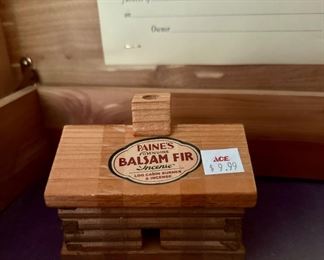 Owner
PAINE'S
BALSAM FIR
Incense
LOG CABIN BURNER
& INCENSE
ACE
$ 9.99